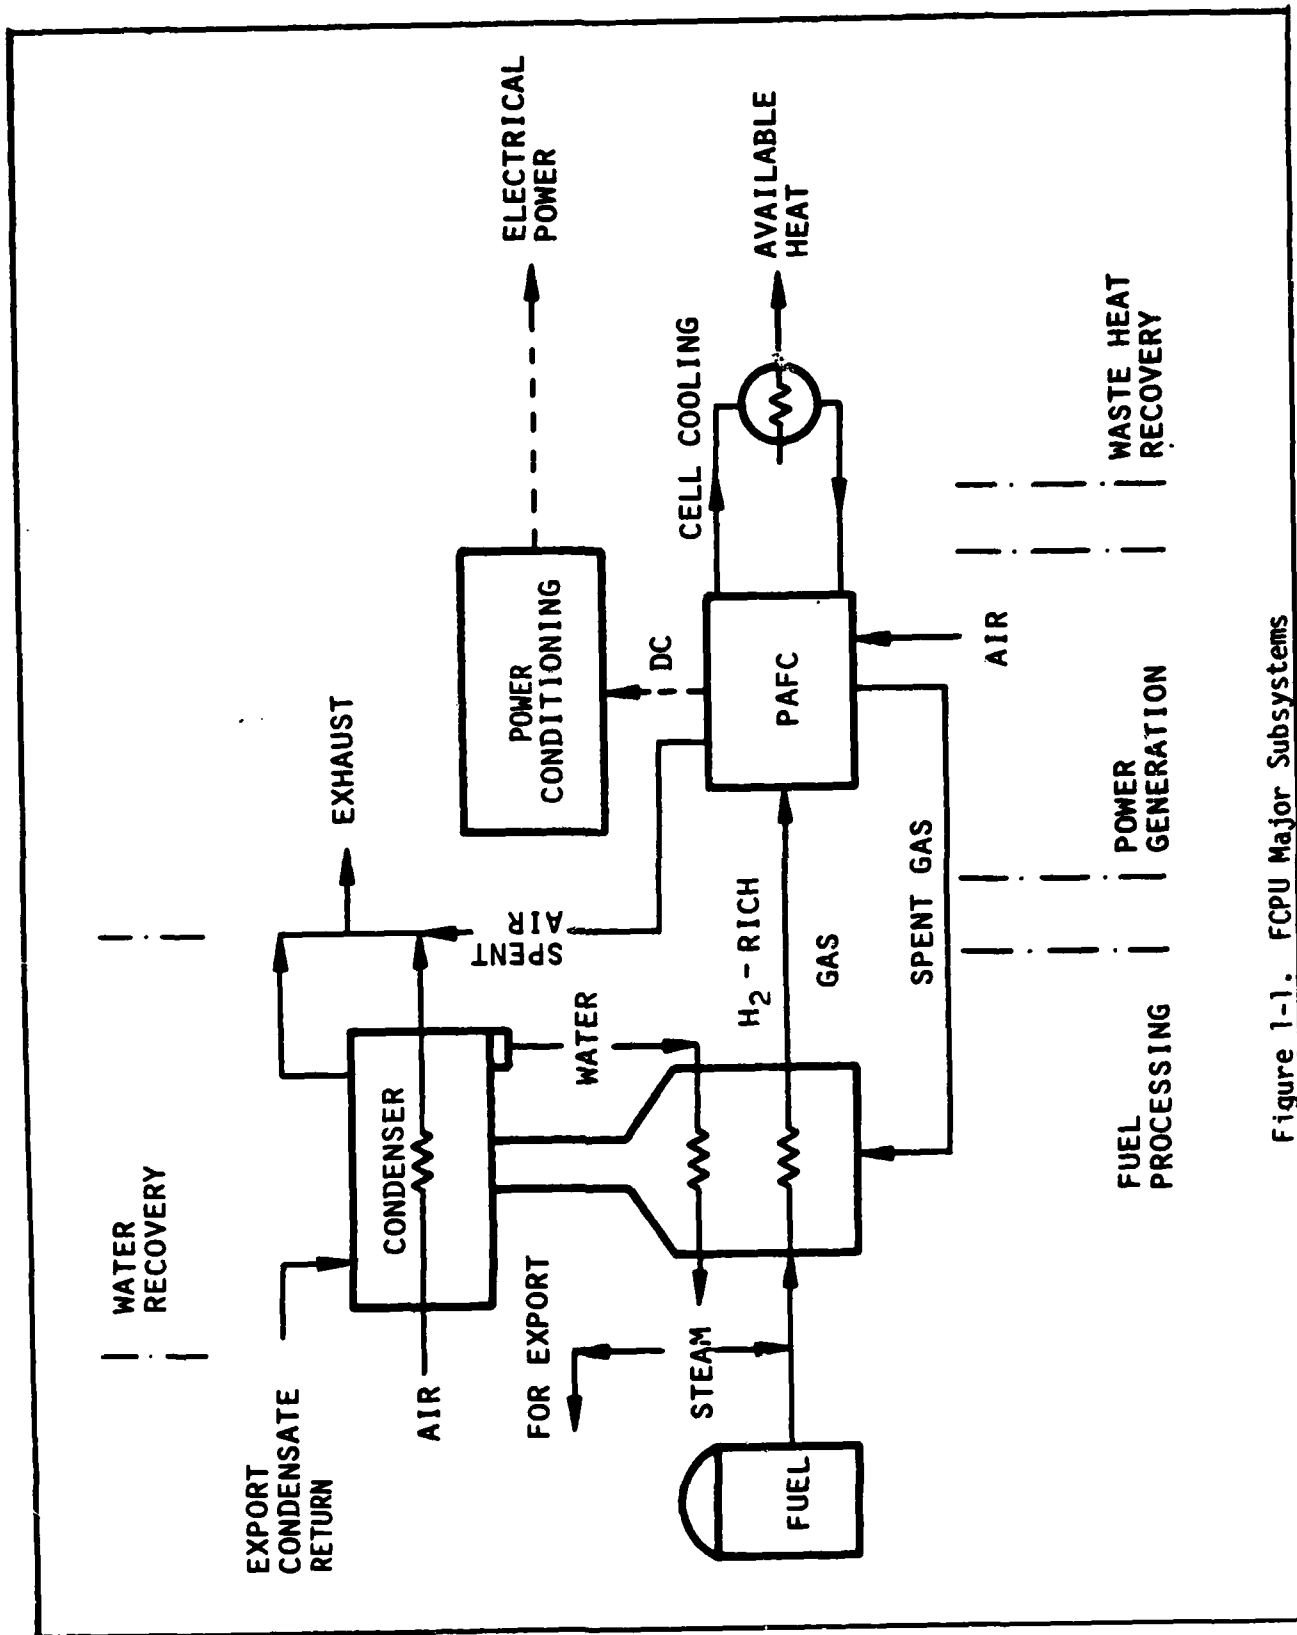 WATER
RECOVERY
EXPORT
CONDENSATE
RETURN
EXHAUST
AIR
CONDENSER
SPENT
AIR
POWER
CONDITIONING
ELECTRICAL
POWER
FOR EXPORT
WATER
DC
CELL COOLING
STEAM
H2-RICH
GAS
PAFC
AVAILABLE
HEAT
FUEL
SPENT GAS
AIR
FUEL
PROCESSING
POWER
GENERATION
WASTE HEAT
RECOVERY
Figure 1-1. FCPU Major Subsystems